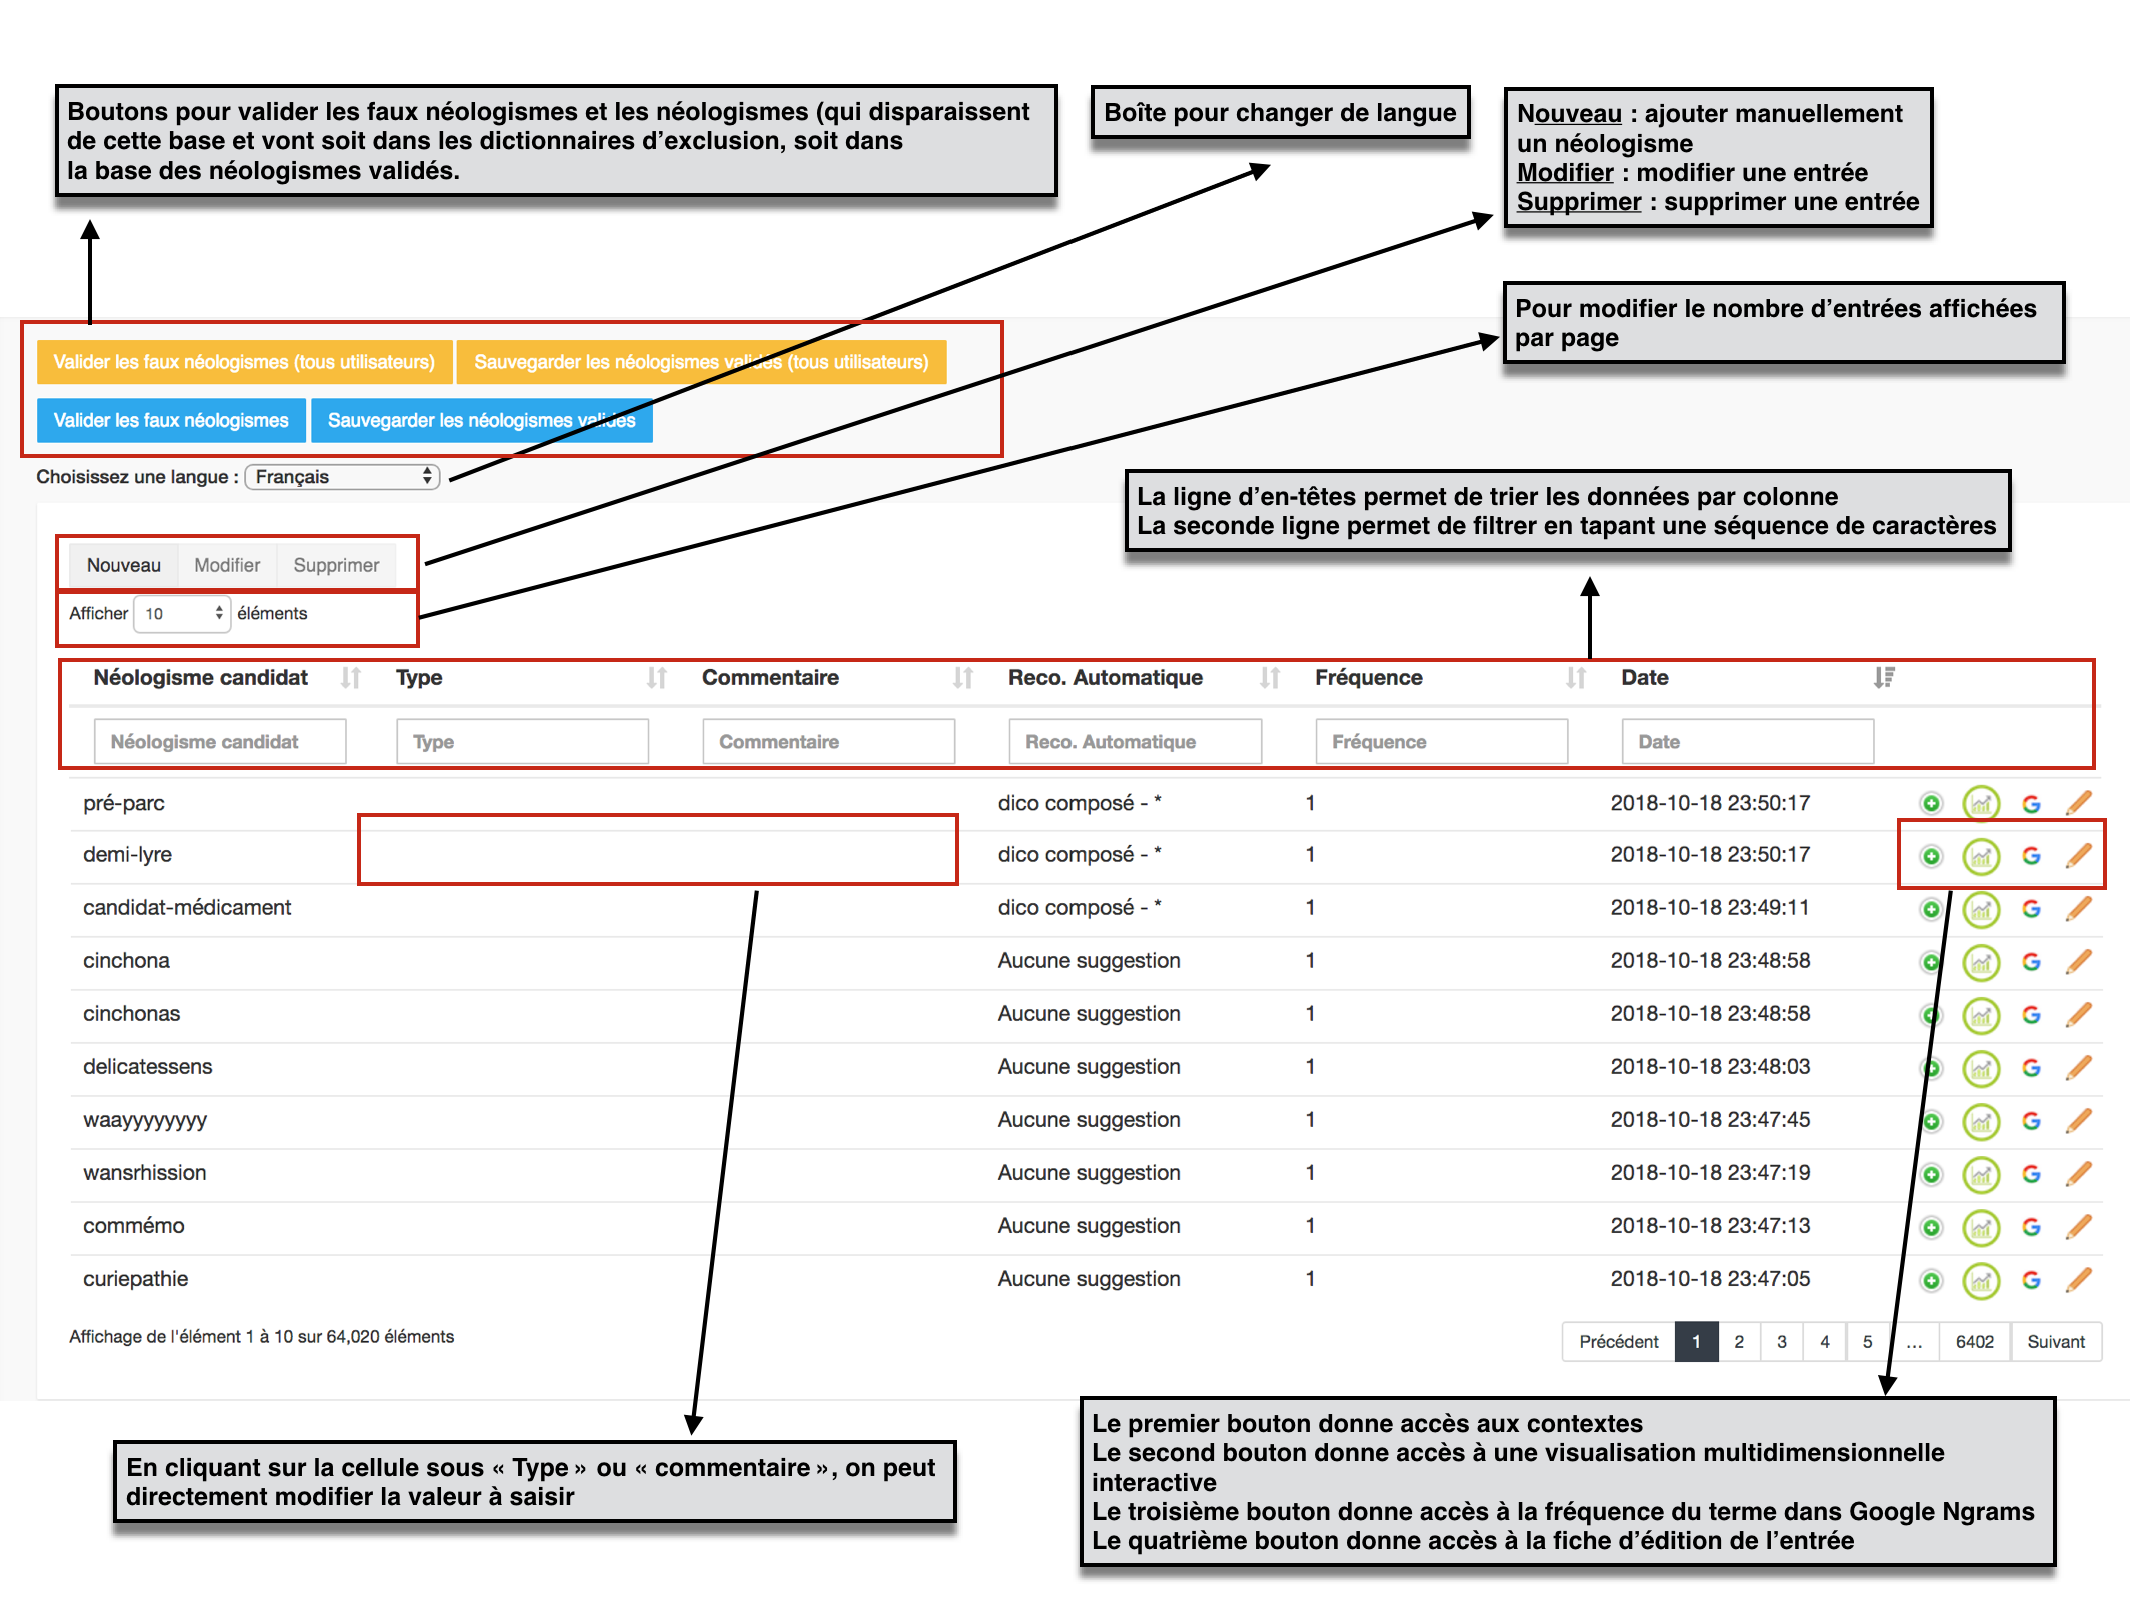 Boutons pour valider les faux néologismes et les néologismes (qui disparaissent
de cette base et vont soit dans les dictionnaires d’exclusion, soit dans
la base des néologismes validés.
Boîte pour changer de langue
Nouveau : ajouter manuellement
un néologisme
Modifier : modifier une entrée
Supprimer : supprimer une entrée
Pour modifier le nombre d’entrées affichées
par page
Valider les faux néologismes (tous utilisateurs) Sauvegarder les néologismes validés (tous utilisateurs)
Valider les faux néologismes Sauvegarder les néologismes validés
Choisissez une langue : Français
La ligne d’en-têtes permet de trier les données par colonne
La seconde ligne permet de filtrer en tapant une séquence de caractères
Nouveau Modifier Supprimer
Afficher 10 éléments
Néologisme candidat Type Commentaire Reco. Automatique Fréquence Date
Néologisme candidat Type Commentaire Reco. Automatique Fréquence Date
pré-parc dico composé - * 1 2018-10-18 23:50:17
demi-lyre dico composé - * 1 2018-10-18 23:50:17
candidat-médicament dico composé - * 1 2018-10-18 23:49:11
cinchona Aucune suggestion 1 2018-10-18 23:48:58
cinchonas Aucune suggestion 1 2018-10-18 23:48:58
delicatessens Aucune suggestion 1 2018-10-18 23:48:03
waayyyyyyyy Aucune suggestion 1 2018-10-18 23:47:45
wansrhission Aucune suggestion 1 2018-10-18 23:47:19
commémo Aucune suggestion 1 2018-10-18 23:47:13
curiepathie Aucune suggestion 1 2018-10-18 23:47:05
Affichage de l'élément 1 à 10 sur 64,020 éléments
Précédent 1 2 3 4 5 ... 6402 Suivant
En cliquant sur la cellule sous « Type » ou « commentaire », on peut
directement modifier la valeur à saisir
Le premier bouton donne accès aux contextes
Le second bouton donne accès à une visualisation multidimensionnelle
interactive
Le troisième bouton donne accès à la fréquence du terme dans Google Ngrams
Le quatrième bouton donne accès à la fiche d’édition de l’entrée